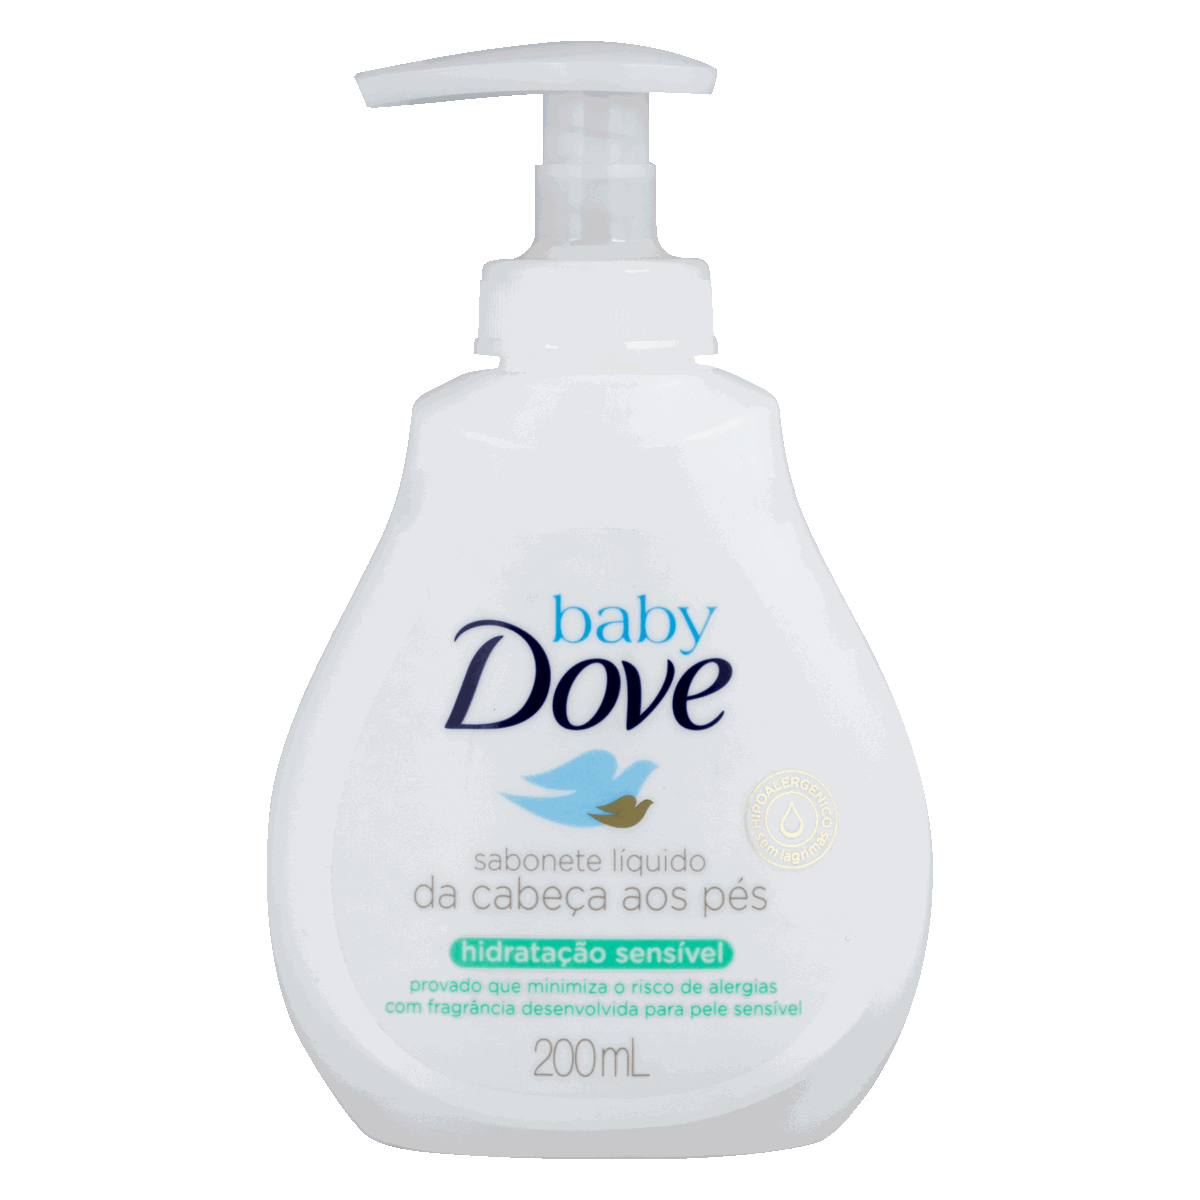 baby
Dove
HIPOALERGÊNICO
sem lágrimas
sabonete líquido
da cabeça aos pés
hidratação sensível
provado que minimiza o risco de alergias
com fragrância desenvolvida para pele sensível
200mL